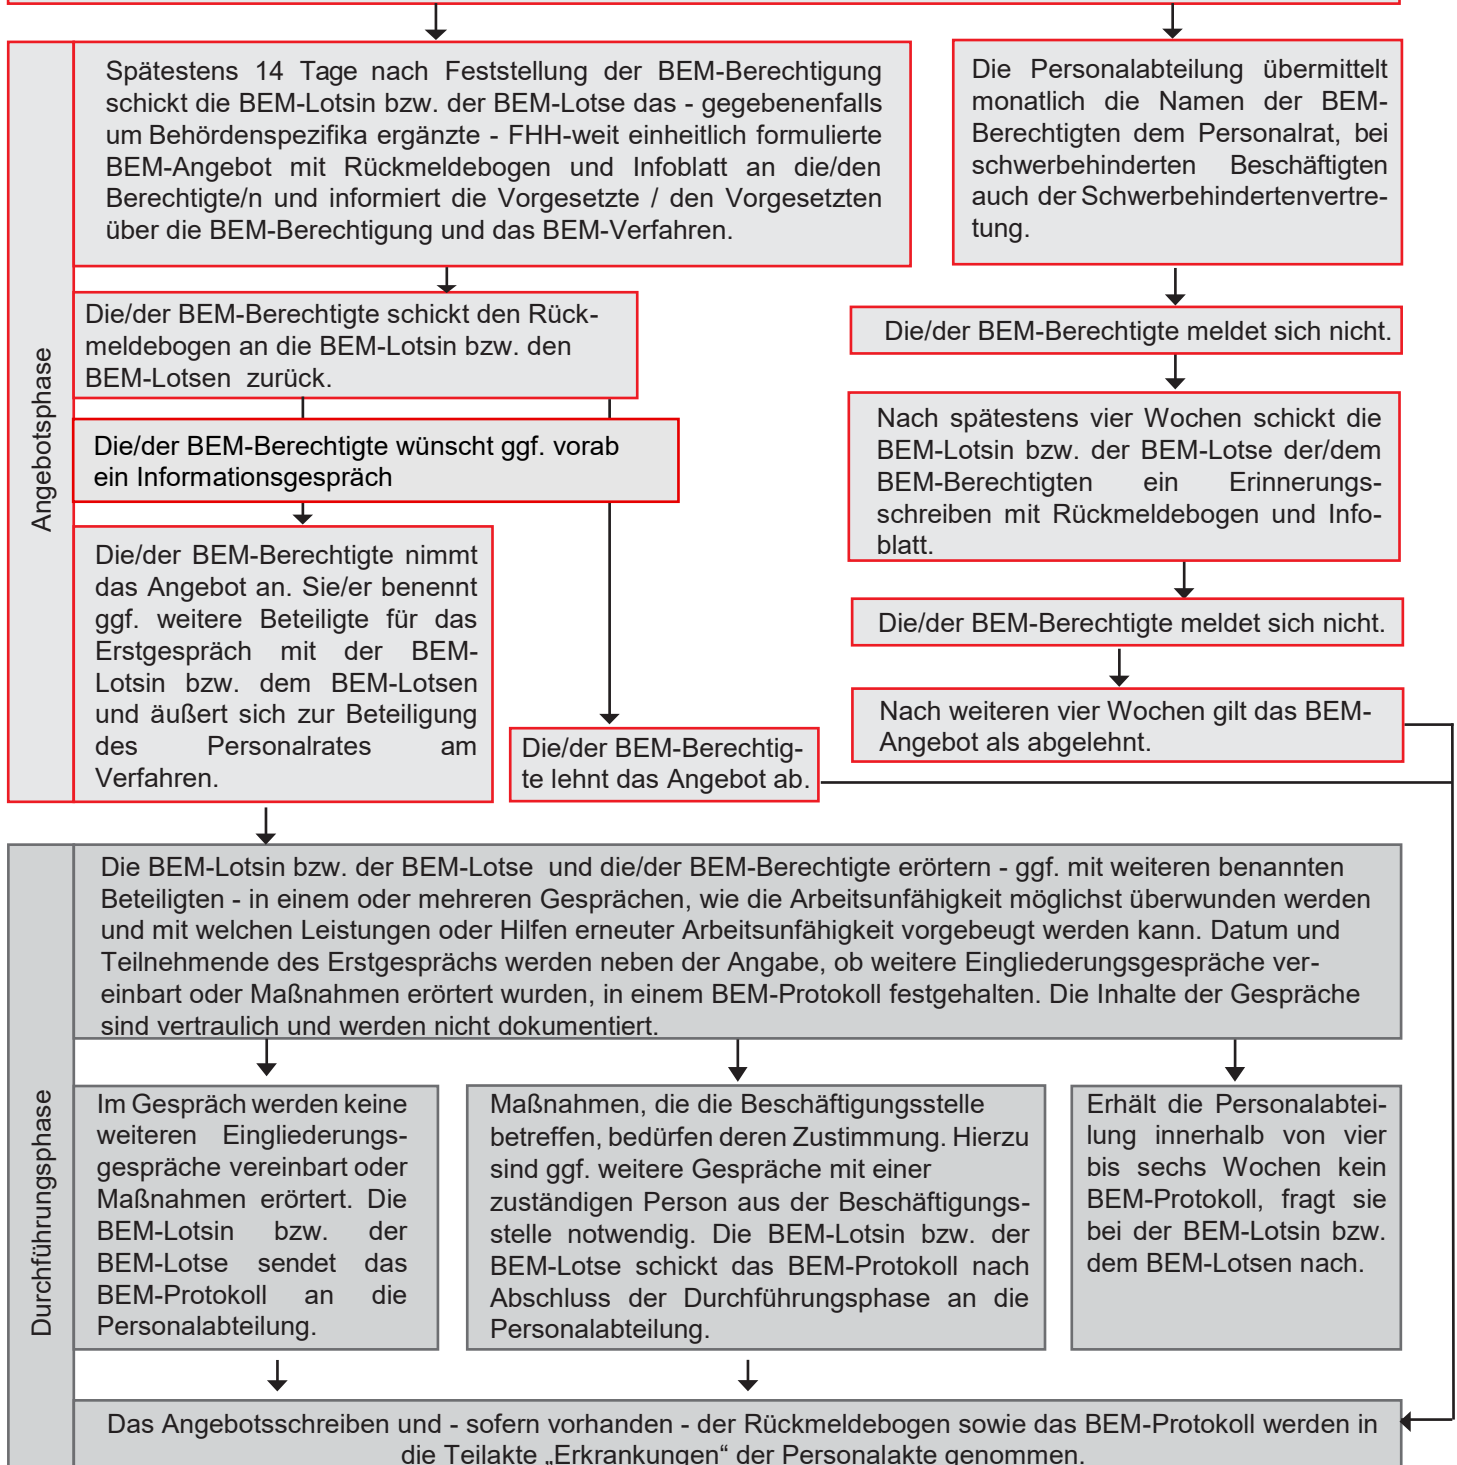 Angebotsphase
Spätestens 14 Tage nach Feststellung der BEM-Berechtigung
schickt die BEM-Lotsin bzw. der BEM-Lotse das - gegebenenfalls
um Behördenspezifika ergänzte - FHH-weit einheitlich formulierte
BEM-Angebot mit Rückmeldebogen und Infoblatt an die/den
Berechtigte/n und informiert die Vorgesetzte / den Vorgesetzten
über die BEM-Berechtigung und das BEM-Verfahren.
Die Personalabteilung übermittelt
monatlich die Namen der BEM-
Berechtigten dem Personalrat, bei
schwerbehinderten Beschäftigten
auch der Schwerbehindertenvertre-
tung.
Die/der BEM-Berechtigte schickt den Rück-
meldebogen an die BEM-Lotsin bzw. den
BEM-Lotsen zurück.
Die/der BEM-Berechtigte meldet sich nicht.
Die/der BEM-Berechtigte wünscht ggf. vorab
ein Informationsgespräch
Nach spätestens vier Wochen schickt die
BEM-Lotsin bzw. der BEM-Lotse der/dem
BEM-Berechtigten ein Erinnerungs-
schreiben mit Rückmeldebogen und Info-
blatt.
Die/der BEM-Berechtigte nimmt
das Angebot an. Sie/er benennt
ggf. weitere Beteiligte für das
Erstgespräch mit der BEM-
Lotsin bzw. dem BEM-Lotsen
und äußert sich zur Beteiligung
des Personalrates am
Verfahren.
Die/der BEM-Berechtigte meldet sich nicht.
Die/der BEM-Berechtig-
te lehnt das Angebot ab.
Nach weiteren vier Wochen gilt das BEM-
Angebot als abgelehnt.
Durchführungsphase
Die BEM-Lotsin bzw. der BEM-Lotse und die/der BEM-Berechtigte erörtern - ggf. mit weiteren benannten
Beteiligten - in einem oder mehreren Gesprächen, wie die Arbeitsunfähigkeit möglichst überwunden werden
und mit welchen Leistungen oder Hilfen erneuter Arbeitsunfähigkeit vorgebeugt werden kann. Datum und
Teilnehmende des Erstgesprächs werden neben der Angabe, ob weitere Eingliederungsgespräche ver-
einbart oder Maßnahmen erörtert wurden, in einem BEM-Protokoll festgehalten. Die Inhalte der Gespräche
sind vertraulich und werden nicht dokumentiert.
Im Gespräch werden keine
weiteren Eingliederungs-
gespräche vereinbart oder
Maßnahmen erörtert. Die
BEM-Lotsin bzw. der
BEM-Lotse sendet das
BEM-Protokoll an die
Personalabteilung.
Maßnahmen, die die Beschäftigungsstelle
betreffen, bedürfen deren Zustimmung. Hierzu
sind ggf. weitere Gespräche mit einer
zuständigen Person aus der Beschäftigungs-
stelle notwendig. Die BEM-Lotsin bzw. der
BEM-Lotse schickt das BEM-Protokoll nach
Abschluss der Durchführungsphase an die
Personalabteilung.
Erhält die Personalabtei-
lung innerhalb von vier
bis sechs Wochen kein
BEM-Protokoll, fragt sie
bei der BEM-Lotsin bzw.
dem BEM-Lotsen nach.
Das Angebotsschreiben und - sofern vorhanden - der Rückmeldebogen sowie das BEM-Protokoll werden in
die Teilakte „Erkrankungen“ der Personalakte genommen.